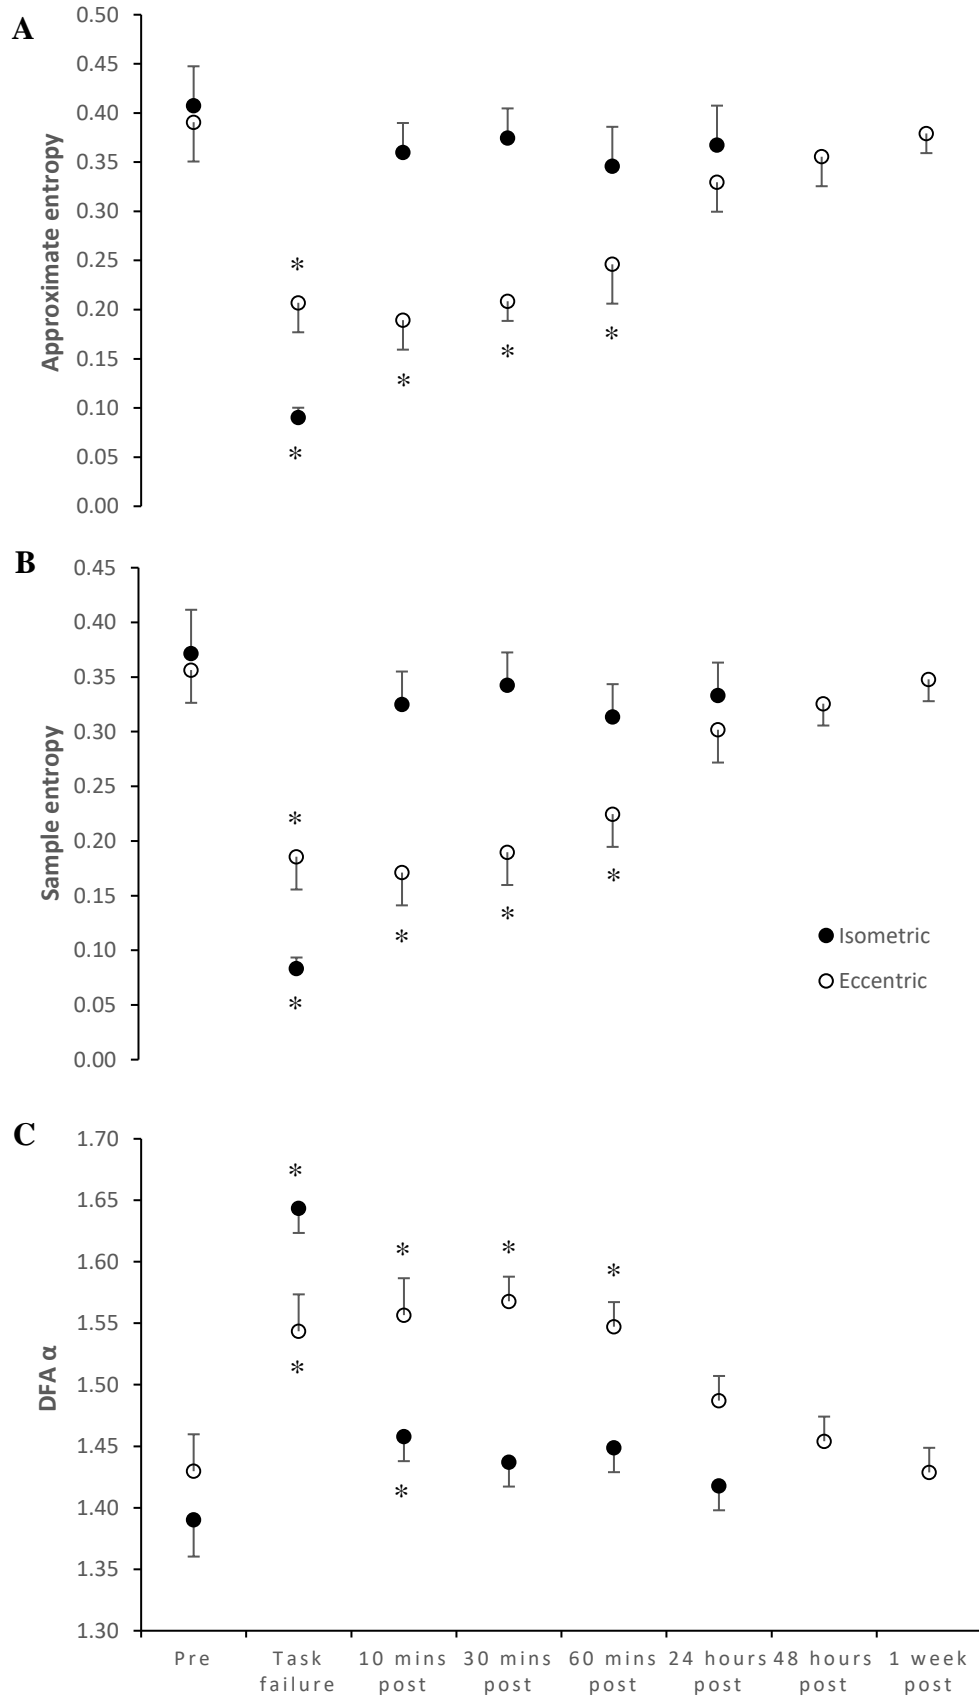 A
0.50
0.45
0.40
0.35
0.30
0.25
0.20
0.15
0.10
0.05
0.00
Approximate entropy
*
*
*
*
*
B
0.45
0.40
0.35
0.30
0.25
0.20
0.15
0.10
0.05
0.00
Sample entropy
*
*
*
*
*
Isometric
Eccentric
C
1.70
1.65
1.60
1.55
1.50
1.45
1.40
1.35
1.30
DFA α
*
*
*
*
*
*
Pre
Task
failure
10 mins
post
30 mins
post
60 mins
post
24 hours
post
48 hours
post
1 week
post